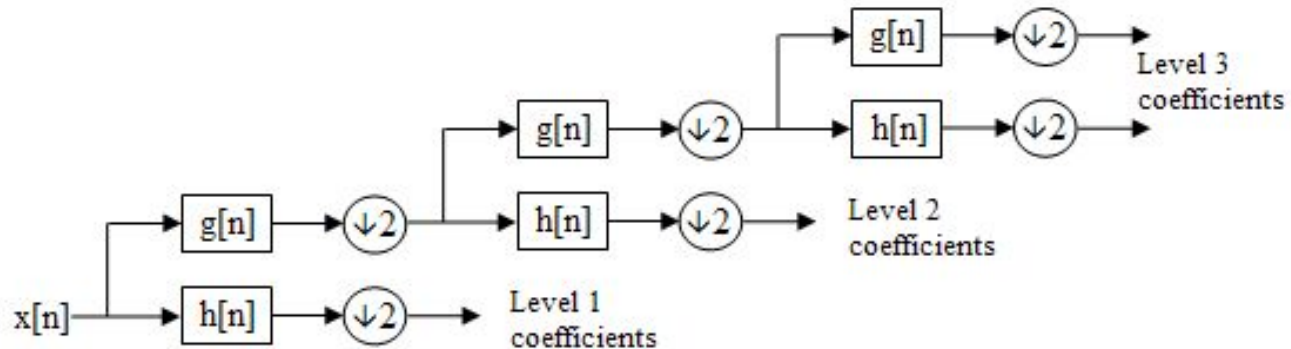 g[n]
↓2
Level 3
coefficients
g[n]
↓2
h[n]
↓2
g[n]
↓2
h[n]
↓2
Level 2
coefficients
x[n]
h[n]
↓2
Level 1
coefficients